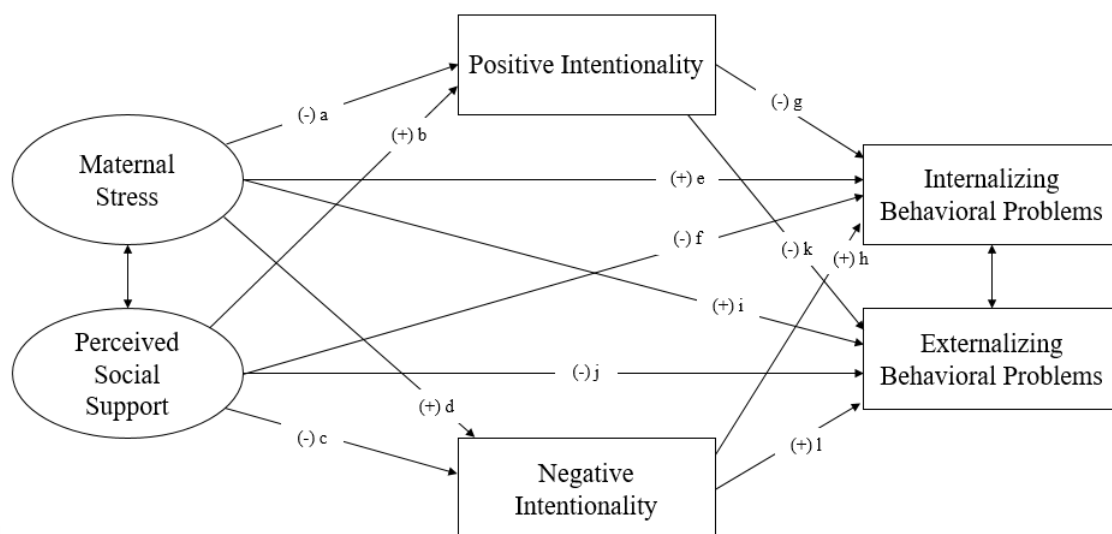 Positive Intentionality
(-) a
(-) g
(+) b
Maternal
Stress
(+) e
Internalizing
Behavioral Problems
(-) f
(-) k
(+) h
(+) i
Perceived
Social
Support
(-) j
Externalizing
Behavioral Problems
(+) d
(-) c
(+) l
Negative
Intentionality